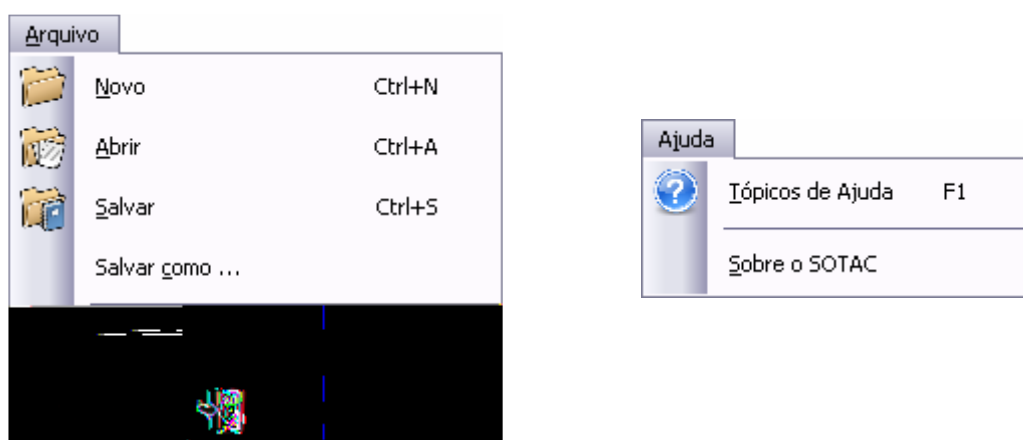 Arquivo
Novo Ctrl+N
Abrir Ctrl+A
Salvar Ctrl+S
Salvar como ...
Ajuda
Tópicos de Ajuda F1
Sobre o SOTAC